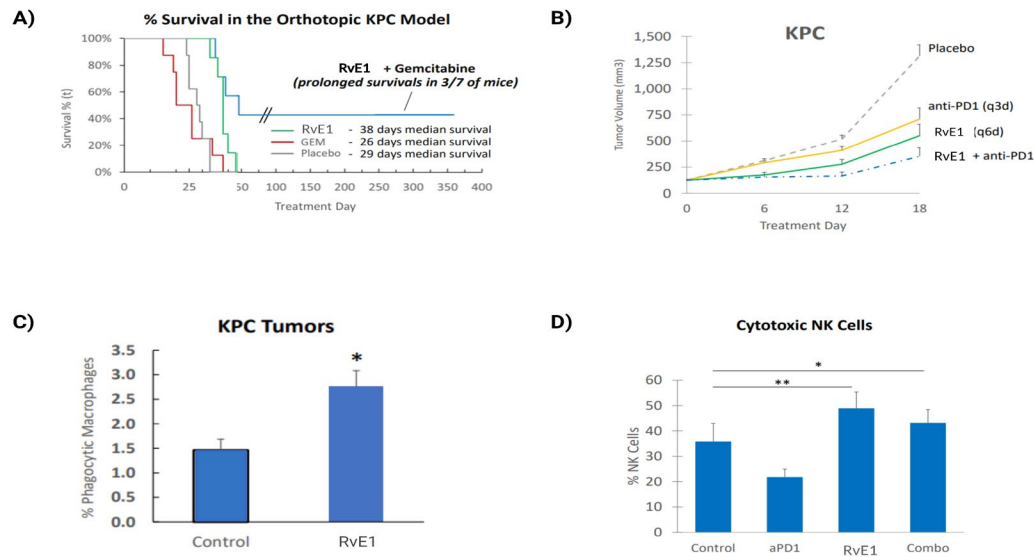 A)
% Survival in the Orthotopic KPC Model
Survival % (t)
100%
80%
60%
40%
20%
0%
RvE1 + Gemcitabine
(prolonged survivals in 3/7 of mice)
RvE1 - 38 days median survival
GEM - 26 days median survival
Placebo - 29 days median survival
0 25 50 100 150 200 250 300 350 400
Treatment Day
B)
KPC
Tumor Volume (mm3)
1,500
1,250
1,000
750
500
250
0
Placebo
anti-PD1 (q3d)
RvE1 (q6d)
RvE1 + anti-PD1
0 6 12 18
Treatment Day
C)
KPC Tumors
% Phagocytic Macrophages
3.5
3.0
2.5
2.0
1.5
1.0
0.5
0.0
*
Control RvE1
D)
Cytotoxic NK Cells
% NK Cells
60
50
40
30
20
10
0
*
**
Control aPD1 RvE1 Combo